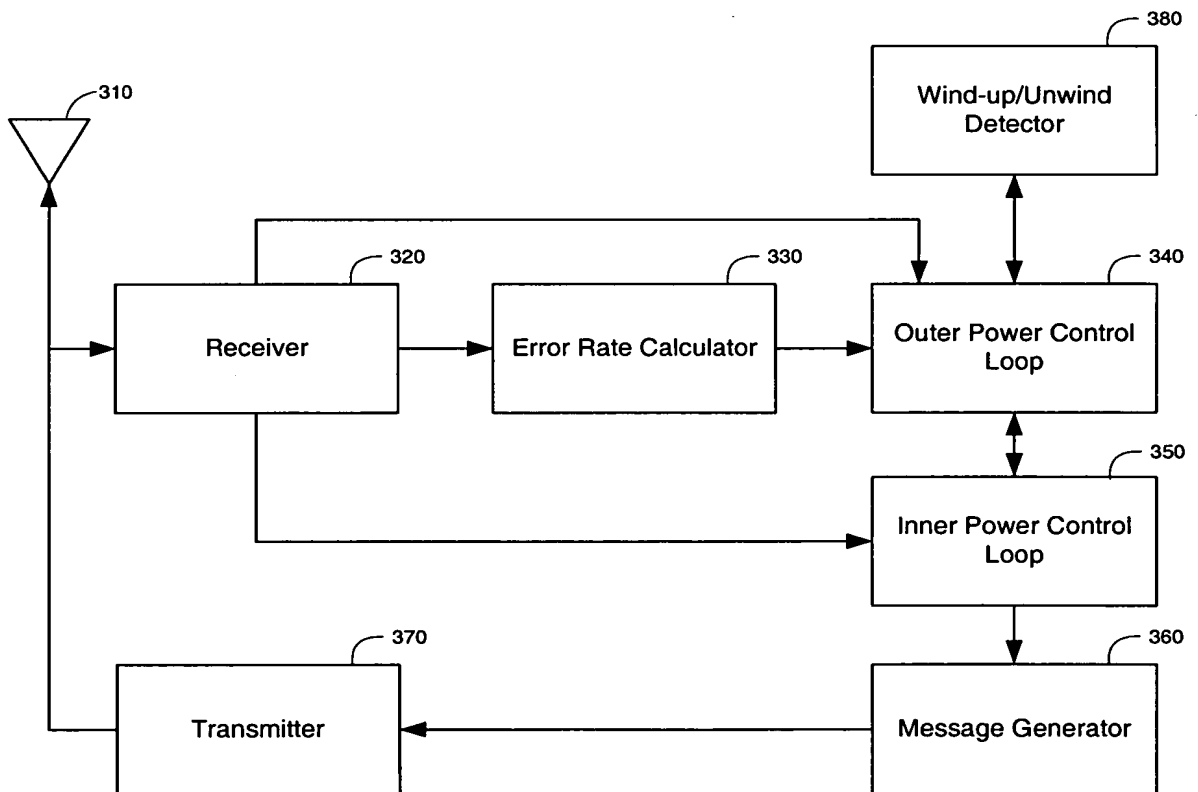 380
Wind-up/Unwind
Detector
310
320
330
340
Receiver
Error Rate Calculator
Outer Power Control
Loop
350
Inner Power Control
Loop
370
360
Transmitter
Message Generator